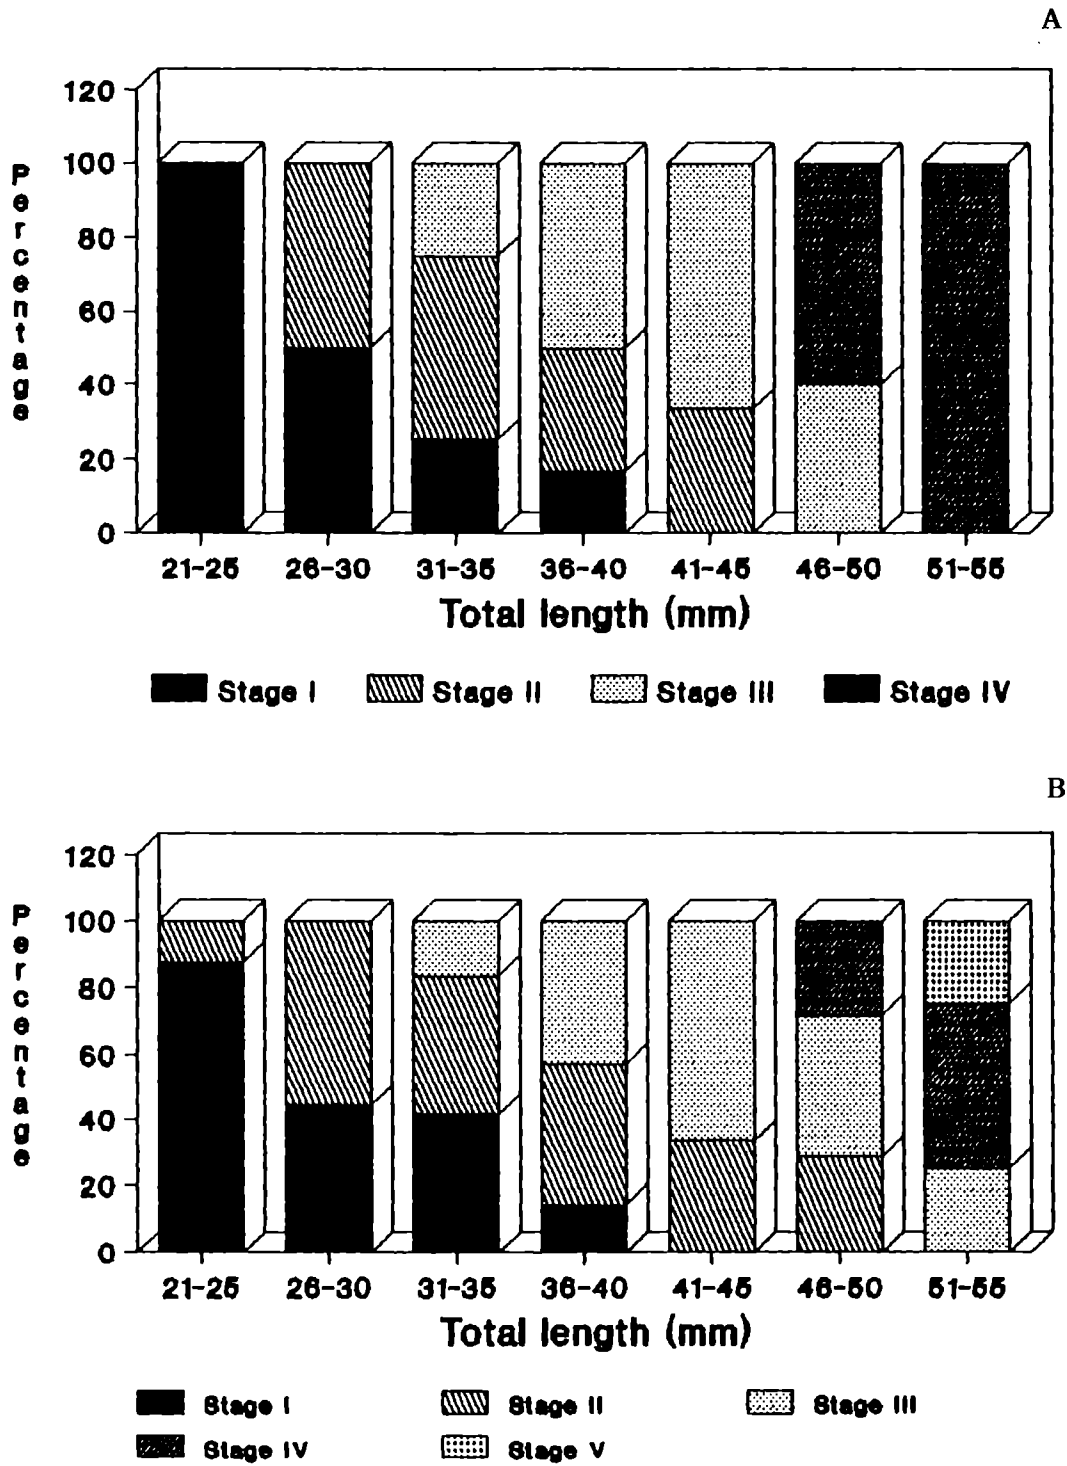 A
120
100
80
60
40
20
0
Percentage
21-25 26-30 31-35 36-40 41-45 46-50 51-55
Total length (mm)
Stage I Stage II Stage III Stage IV
B
120
100
80
60
40
20
0
Percentage
21-25 26-30 31-35 36-40 41-45 46-50 51-55
Total length (mm)
Stage I Stage II Stage III
Stage IV Stage V